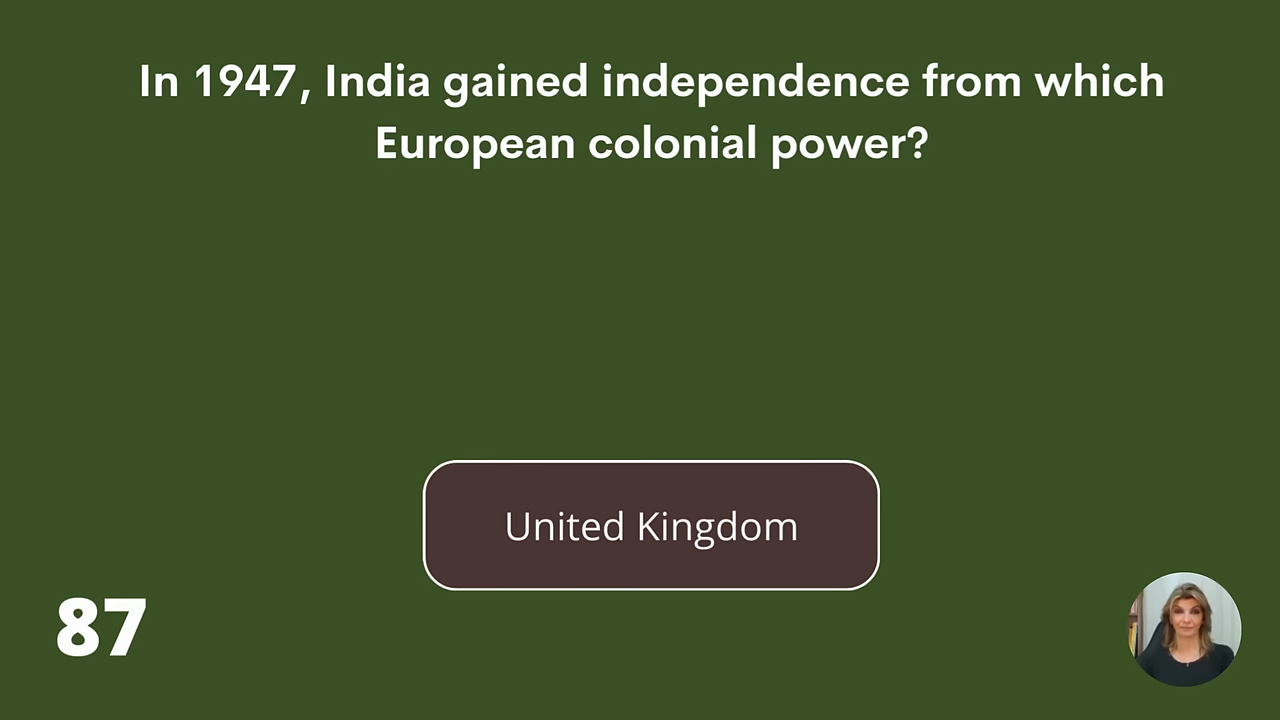 In 1947, India gained independence from which
European colonial power?
United Kingdom
87